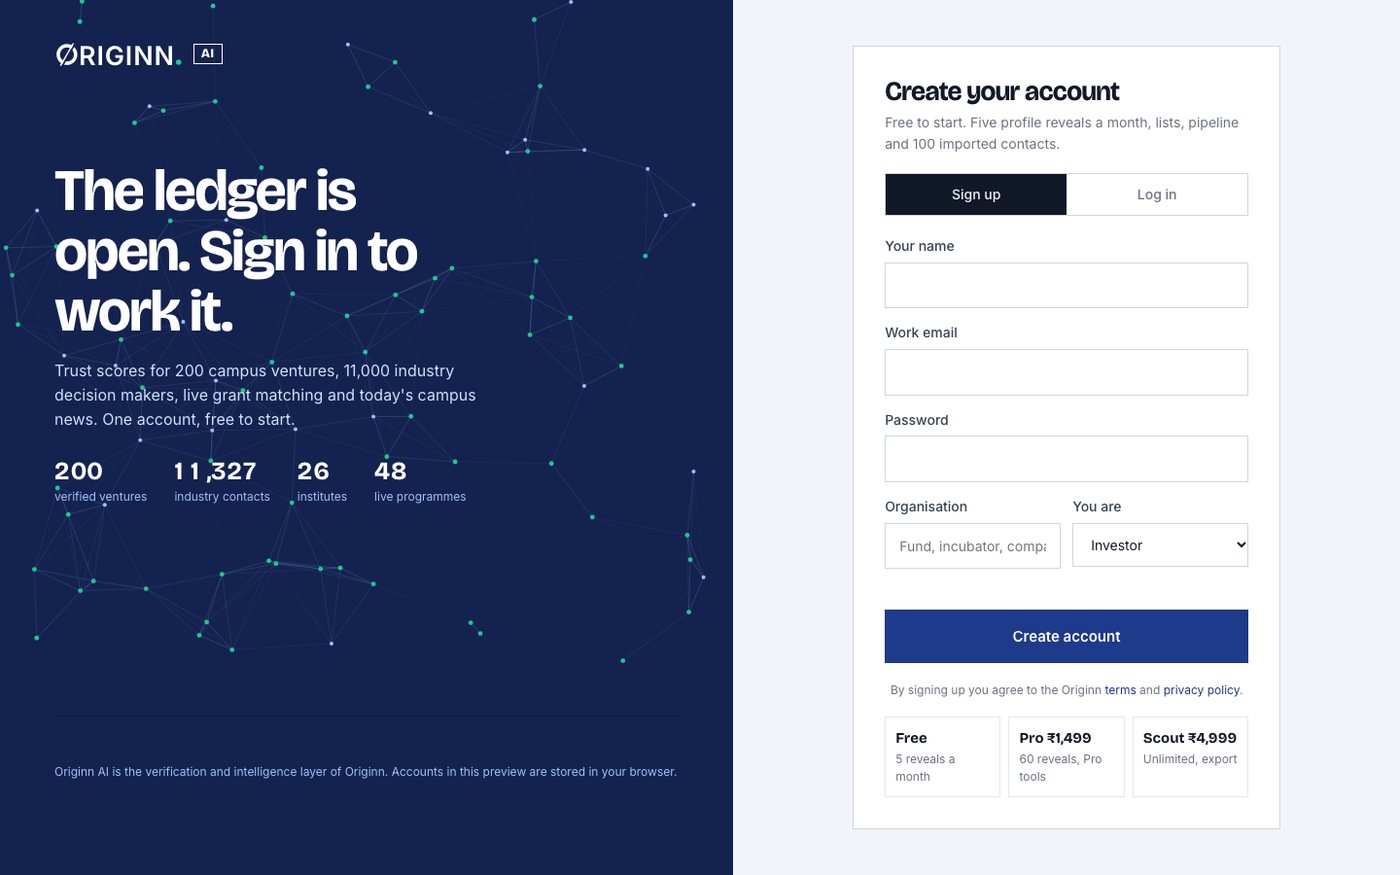 ØRIGINN. AI
The ledger is
open. Sign in to
work it.
Trust scores for 200 campus ventures, 11,000 industry
decision makers, live grant matching and today's campus
news. One account, free to start.
200 11,327 26 48
verified ventures industry contacts institutes live programmes
Originn AI is the verification and intelligence layer of Originn. Accounts in this preview are stored in your browser.
Create your account
Free to start. Five profile reveals a month, lists, pipeline
and 100 imported contacts.
Sign up Log in
Your name
Work email
Password
Organisation You are
Fund, incubator, compa Investor
Create account
By signing up you agree to the Originn terms and privacy policy.
Free Pro ₹1,499 Scout ₹4,999
5 reveals a 60 reveals, Pro Unlimited, export
month tools